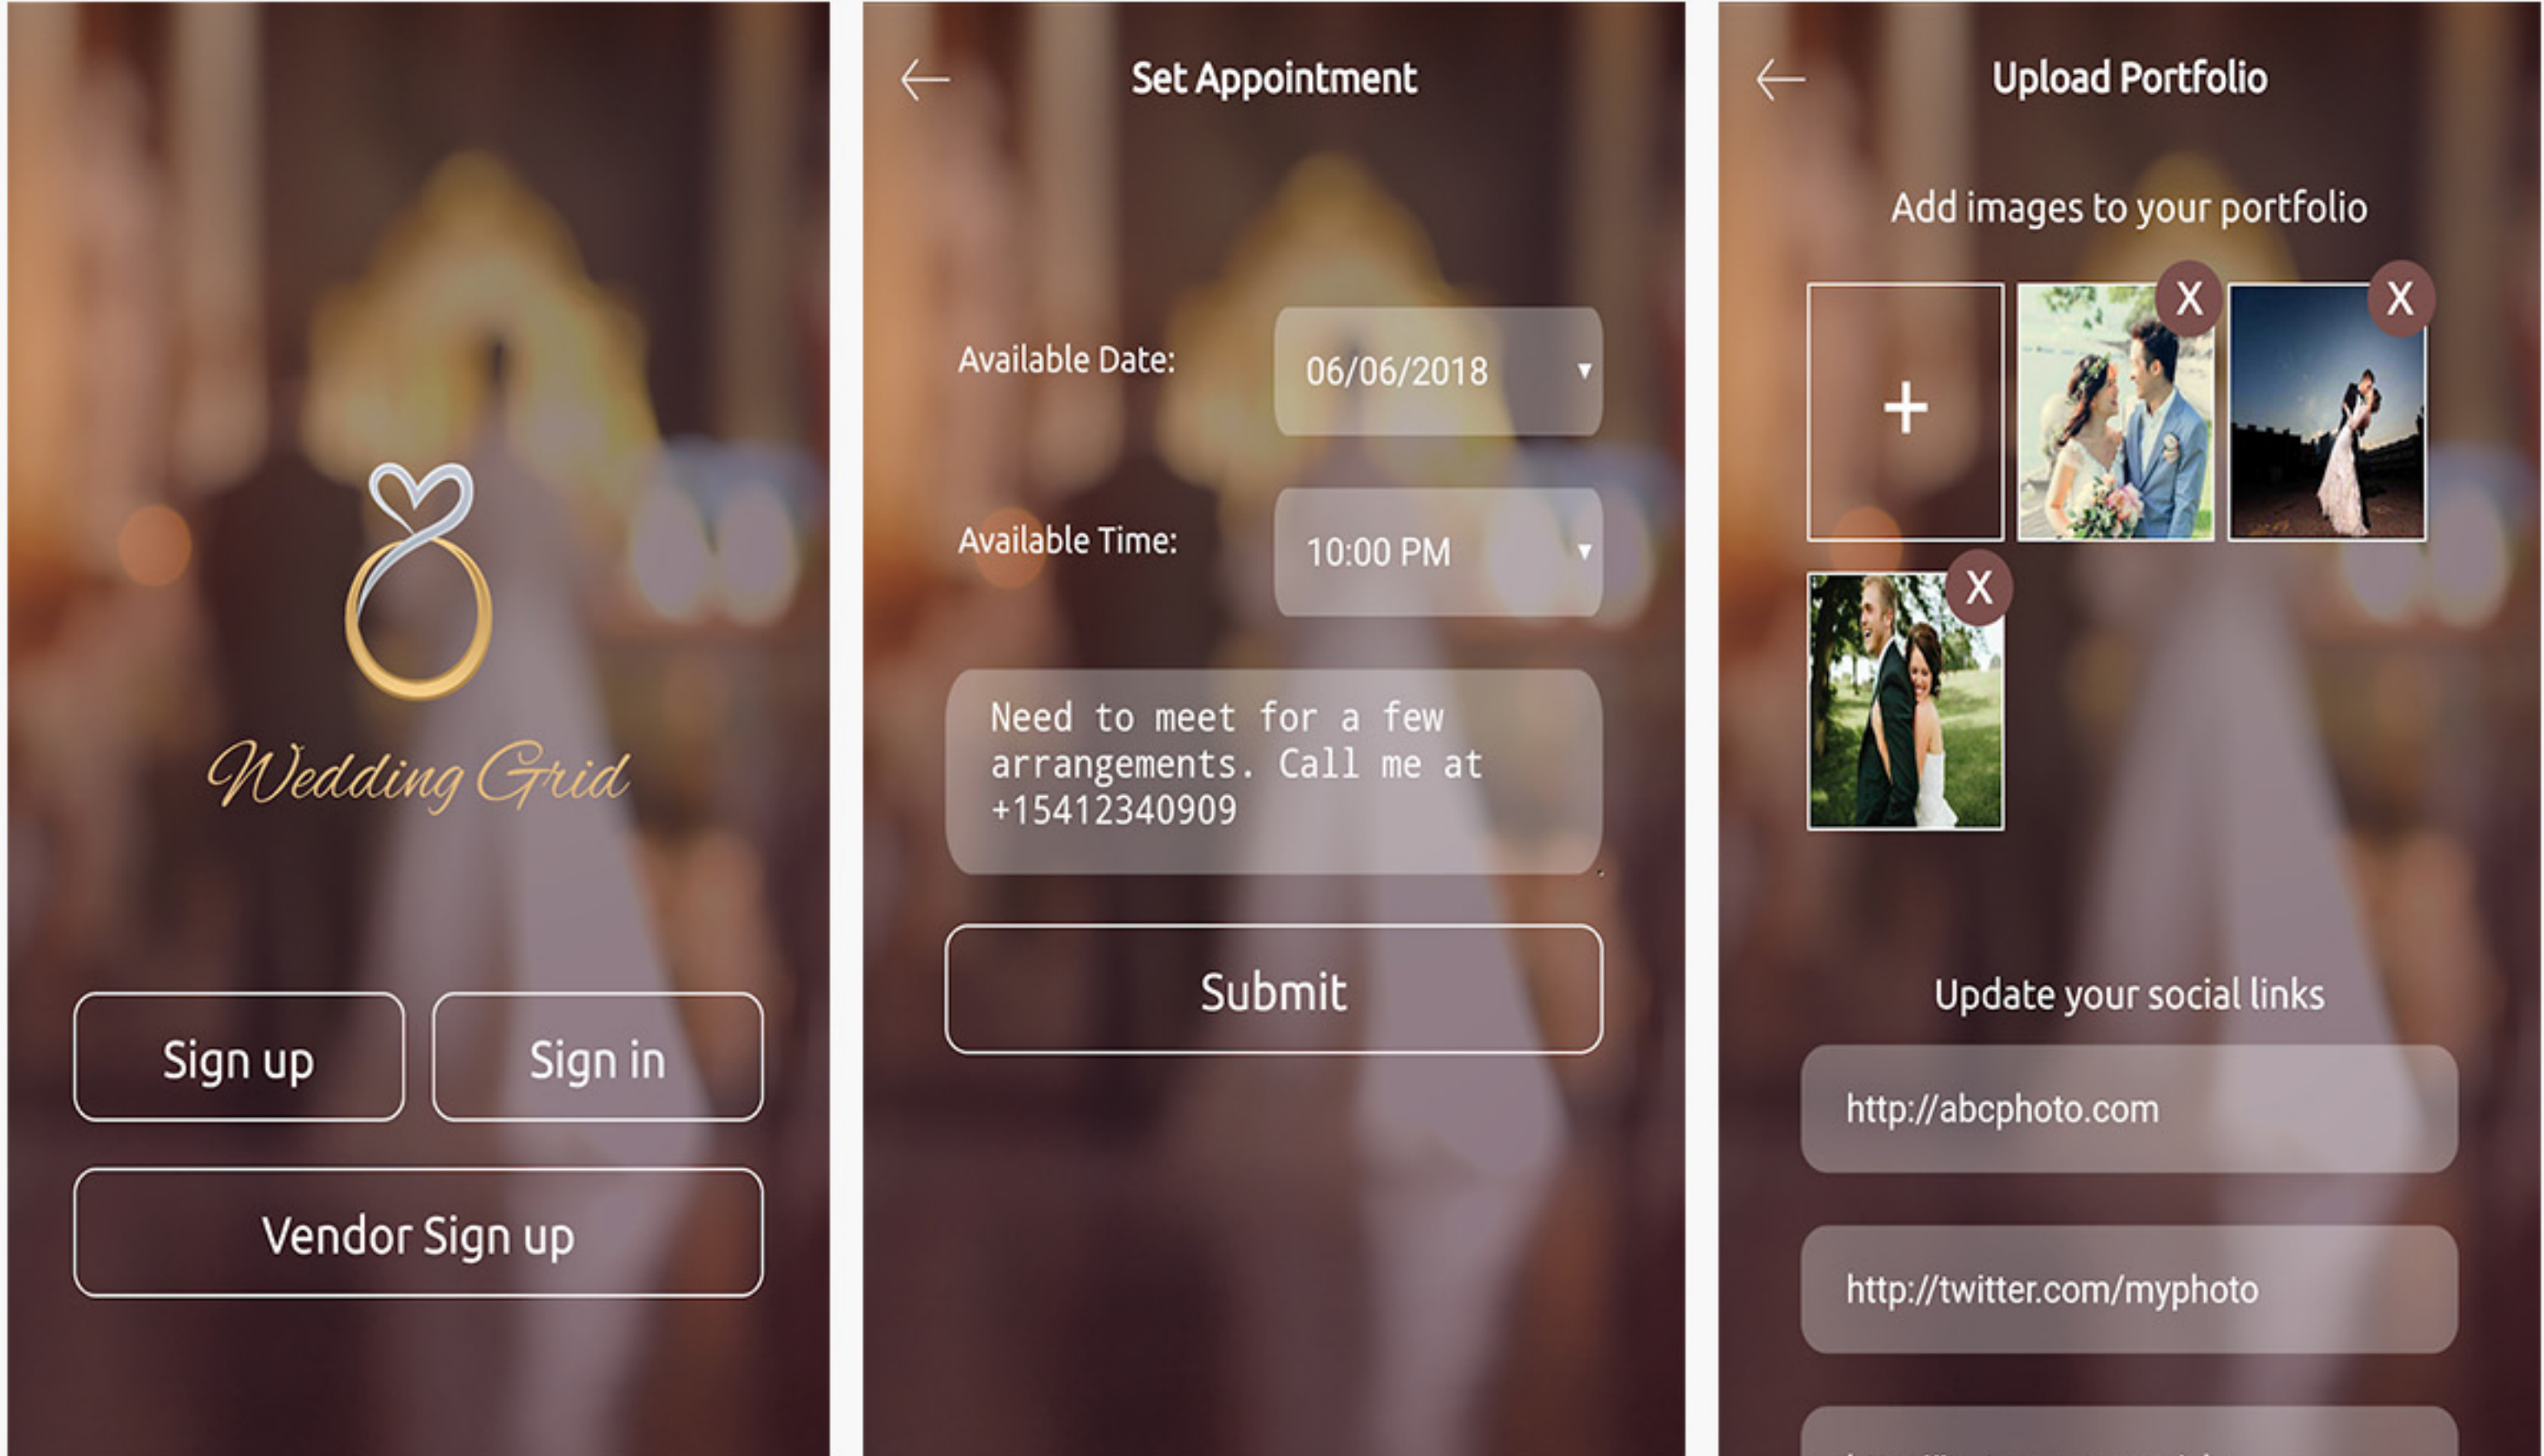 Wedding Grid
Sign up
Sign in
Vendor Sign up
Set Appointment
Available Date:
06/06/2018
Available Time:
10:00 PM
Need to meet for a few
arrangements. Call me at
+15412340909
Submit
Upload Portfolio
Add images to your portfolio
+
X
X
X
Update your social links
http://abcphoto.com
http://twitter.com/myphoto